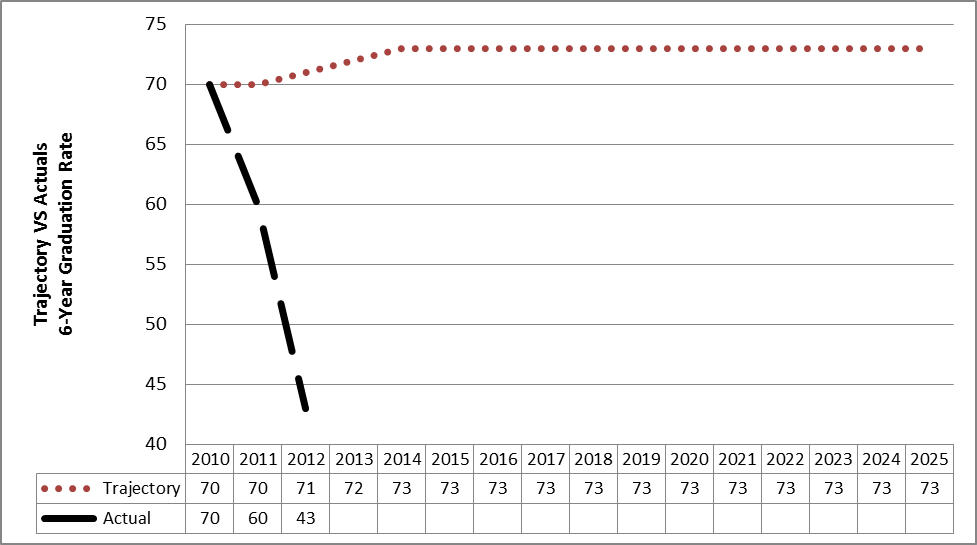 Trajectory VS Actuals
6-Year Graduation Rate
75
70
65
60
55
50
45
40
2010 2011 2012 2013 2014 2015 2016 2017 2018 2019 2020 2021 2022 2023 2024 2025
Trajectory 70 70 71 72 73 73 73 73 73 73 73 73 73 73 73 73
Actual 70 60 43